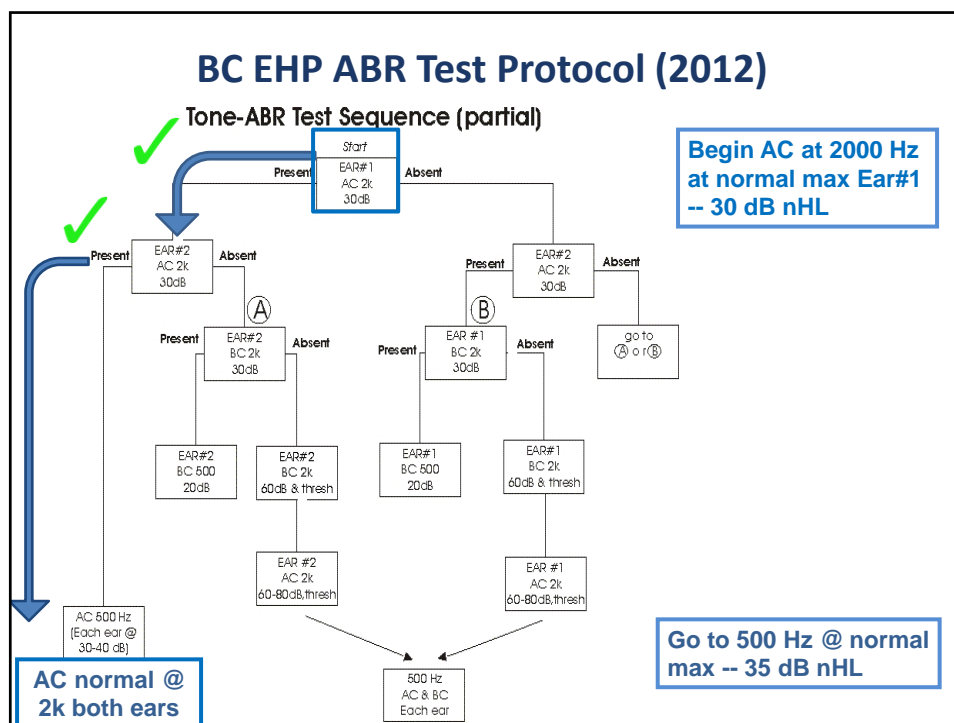 BC EHP ABR Test Protocol (2012)
Tone-ABR Test Sequence (partial)
Start
Present
EAR#1
AC 2k
30dB
Absent
Begin AC at 2000 Hz
at normal max Ear#1
-- 30 dB nHL
Present
EAR#2
AC 2k
30dB
Absent
Present
EAR#2
AC 2k
30dB
Absent
A
Present
EAR#2
BC 2k
30dB
Absent
B
Present
EAR #1
BC 2k
30dB
Absent
go to
A or B
EAR#2
BC 500
20dB
EAR#2
BC 2k
60dB & thresh
EAR#1
BC 500
20dB
EAR#1
BC 2k
60dB & thresh
EAR #2
AC 2k
60-80dB,thresh
EAR #1
AC 2k
60-80dB,thresh
AC 500 Hz
(Each ear @
30-40 dB)
AC normal @
2k both ears
500 Hz
AC & BC
Each ear
Go to 500 Hz @ normal
max -- 35 dB nHL